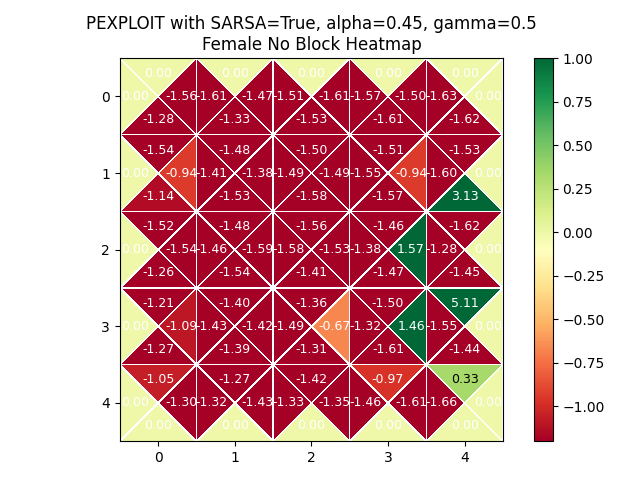 PEXPLOIT with SARSA=True, alpha=0.45, gamma=0.5
Female No Block Heatmap
0.00 0.00 0.00 0.00 0.00
0 0.00 -1.56 -1.61 -1.47 -1.51 -1.61 -1.57 -1.50 -1.63 0.00
-1.28 -1.33 -1.53 -1.61 -1.62
-1.54 -1.48 -1.50 -1.51 -1.53
1 0.00 -0.94 -1.41 -1.38 -1.49 -1.49 -1.55 -0.94 -1.60 0.00
-1.14 -1.53 -1.58 -1.57 3.13
-1.52 -1.48 -1.56 -1.46 -1.62
2 0.00 -1.54 -1.46 -1.59 -1.58 -1.53 -1.38 1.57 -1.28 0.00
-1.26 -1.54 -1.41 -1.47 -1.45
-1.21 -1.40 -1.36 -1.50 5.11
3 0.00 -1.09 -1.43 -1.42 -1.49 -0.67 -1.32 1.46 -1.55 0.00
-1.27 -1.39 -1.31 -1.61 -1.44
-1.05 -1.27 -1.42 -0.97 0.33
4 0.00 -1.30 -1.32 -1.43 -1.33 -1.35 -1.46 -1.61 -1.66 0.00
0.00 0.00 0.00 0.00 0.00
0 1 2 3 4
1.00
0.75
0.50
0.25
0.00
−0.25
−0.50
−0.75
−1.00